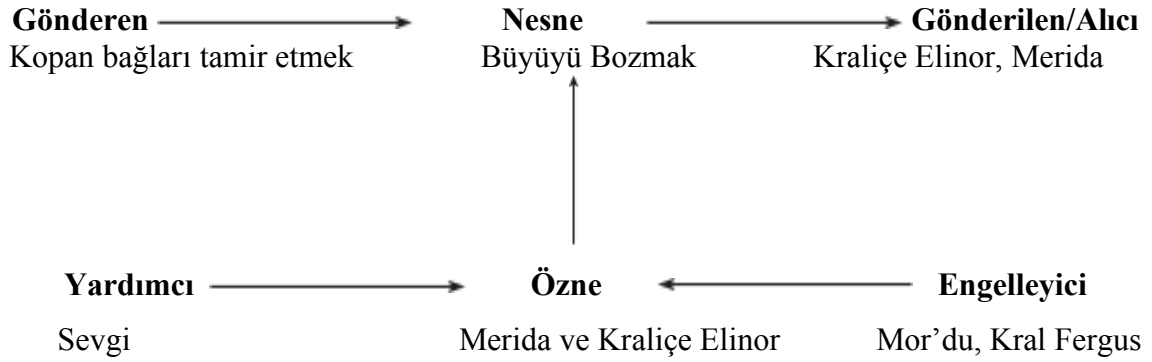 Gönderen Nesne Gönderilen/Alıcı
Kopan bağları tamir etmek Büyüyü Bozmak Kraliçe Elinor, Merida
Yardımcı Özne Engelleyici
Sevgi Merida ve Kraliçe Elinor Mor’du, Kral Fergus